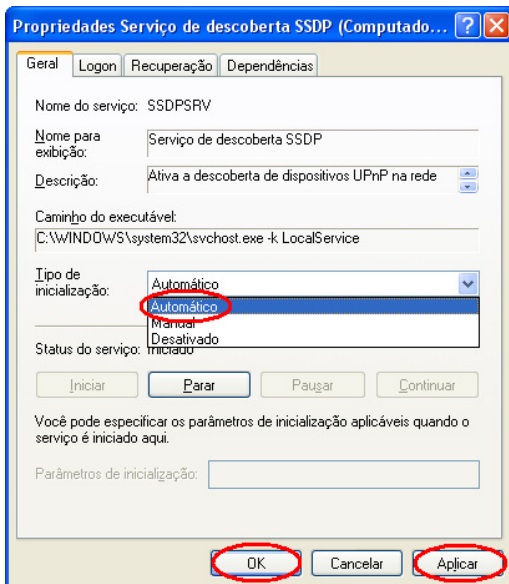 Propriedades Serviço de descoberta SSDP (Computado...
Geral Logon Recuperação Dependências
Nome do serviço: SSDPSRV
Nome para exibição: Serviço de descoberta SSDP
Descrição: Ativa a descoberta de dispositivos UPnP na rede
Caminho do executável:
C:\WINDOWS\system32\svchost.exe -k LocalService
Tipo de inicialização: Automático
Automático
Manual
Desativado
Status do serviço: Iniciado
Iniciar Parar Pausar Continuar
Você pode especificar os parâmetros de inicialização aplicáveis quando o
serviço é iniciado aqui.
Parâmetros de inicialização:
OK Cancelar Aplicar